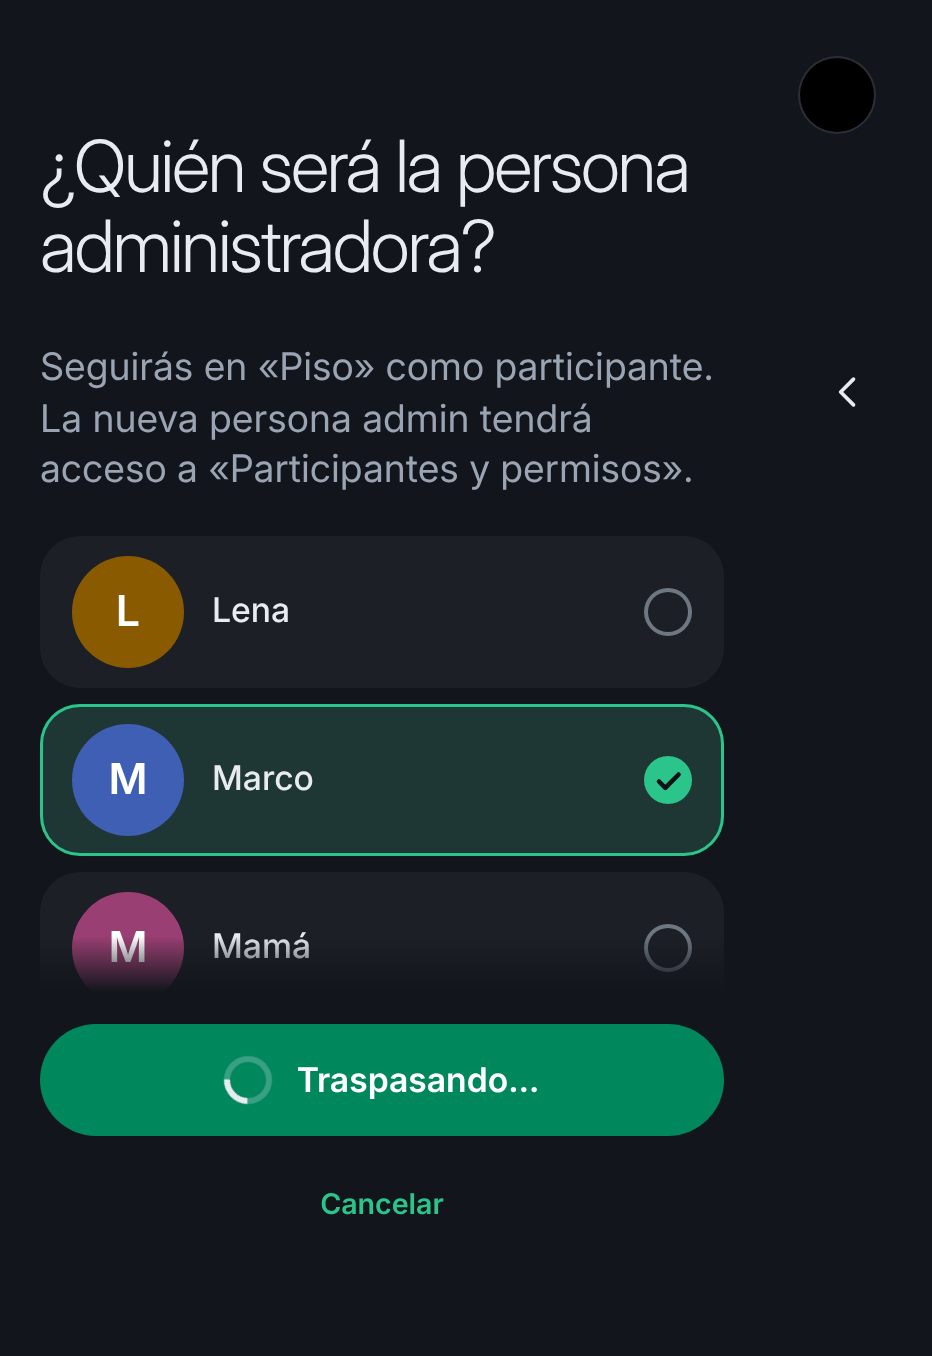 ¿Quién será la persona
administradora?
Seguirás en «Piso» como participante.
La nueva persona admin tendrá
acceso a «Participantes y permisos».
L
Lena
M
Marco
M
Mamá
Traspasando...
Cancelar